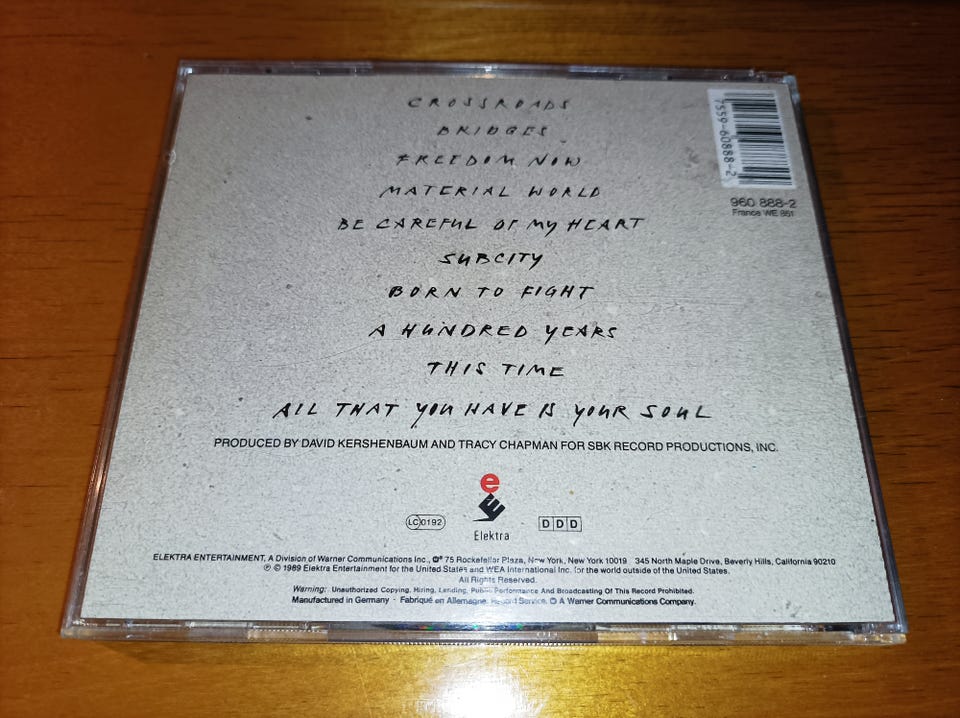 CROSSROADS
BRIDGES
FREEDOM NOW
MATERIAL WORLD
BE CAREFUL OF MY HEART
SUBCITY
BORN TO FIGHT
A HUNDRED YEARS
THIS TIME
ALL THAT YOU HAVE IS YOUR SOUL
7559-60888-2
960 888-2
France WE 851
PRODUCED BY DAVID KERSHENBAUM AND TRACY CHAPMAN FOR SBK RECORD PRODUCTIONS, INC.
e
E
LC 0192
Elektra
DDD
ELEKTRA ENTERTAINMENT, A Division of Warner Communications Inc., 75 Rockefeller Plaza, New York, New York 10019 345 North Maple Drive, Beverly Hills, California 90210
℗ © 1989 Elektra Entertainment for the United States and WEA International Inc. for the world outside of the United States.
All Rights Reserved.
Warning: Unauthorized Copying, Hiring, Lending, Public Performance And Broadcasting Of This Record Prohibited.
Manufactured in Germany · Fabriqué en Allemagne. Record Service. A Warner Communications Company.